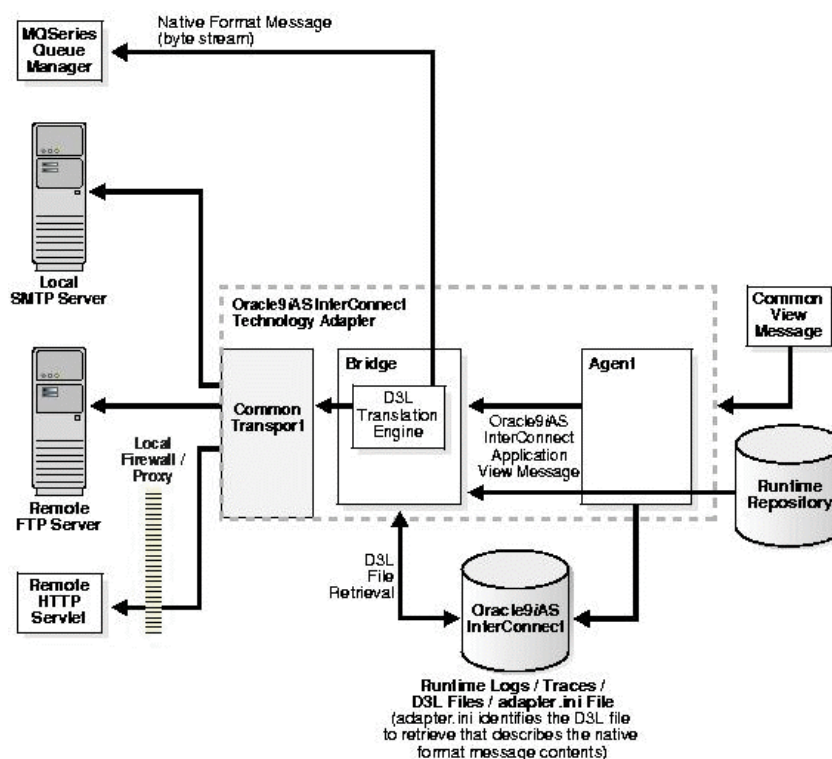 MQSeries
Queue
Manager
Native Format Message
(byte stream)
Local
SMTP Server
Oracle9iAS InterConnect
Technology Adapter
Common
View
Message
Bridge
Agent
Common
Transport
D3L
Translation
Engine
Oracle9iAS
InterConnect
Application
View Message
Local
Firewall /
Proxy
Remote
FTP Server
Runtime
Repository
Remote
HTTP
Servlet
D3L
File
Retrieval
Oracle9iAS
InterConnect
Runtime Logs / Traces /
D3L Files / adapter.ini File
(adapter.ini identifies the D3L file
to retrieve that describes the native
format message contents)